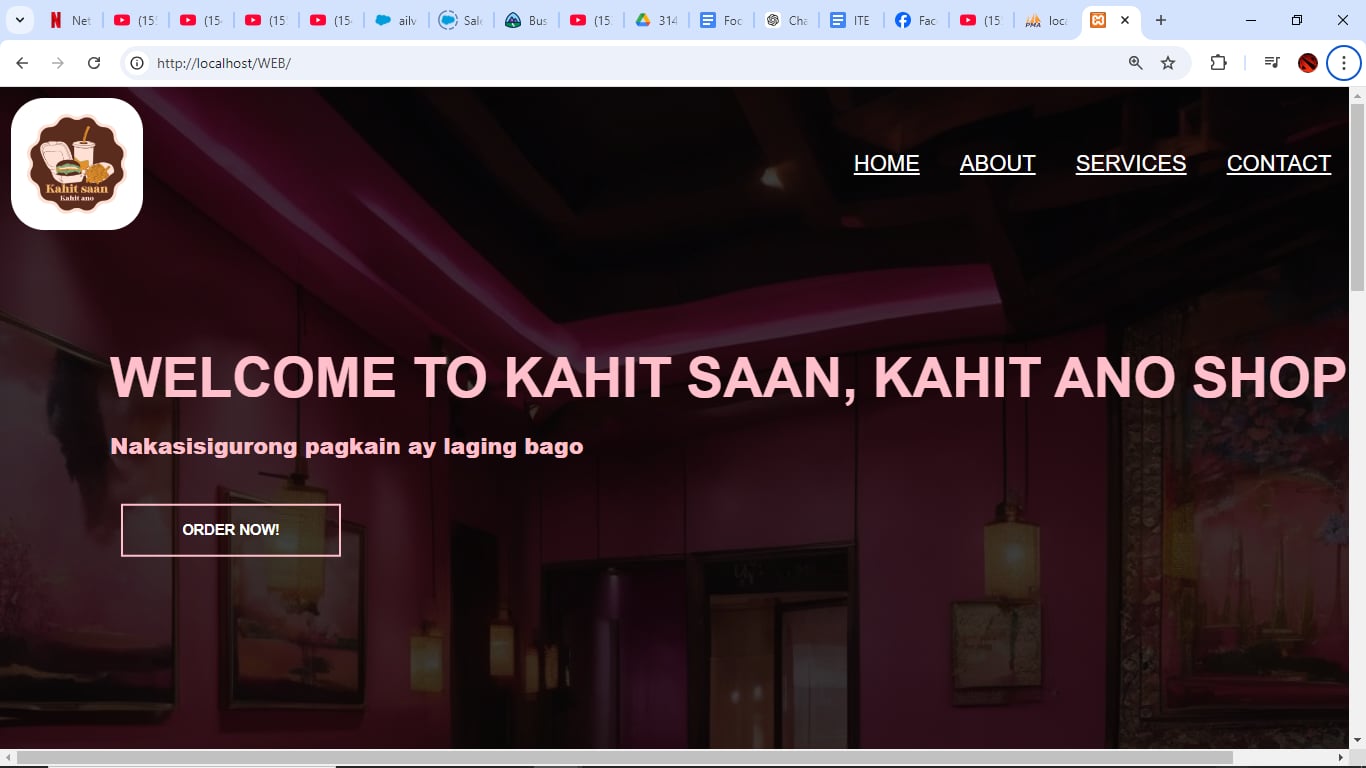 Net
(15
(15
(15
(15
ailv
Sale
Bus
(15
314
Foc
Cha
ITE
Fac
(15
loca
http://localhost/WEB/
Kahit saan
Kahit ano
HOME ABOUT SERVICES CONTACT
WELCOME TO KAHIT SAAN, KAHIT ANO SHOP
Nakasisigurong pagkain ay laging bago
ORDER NOW!